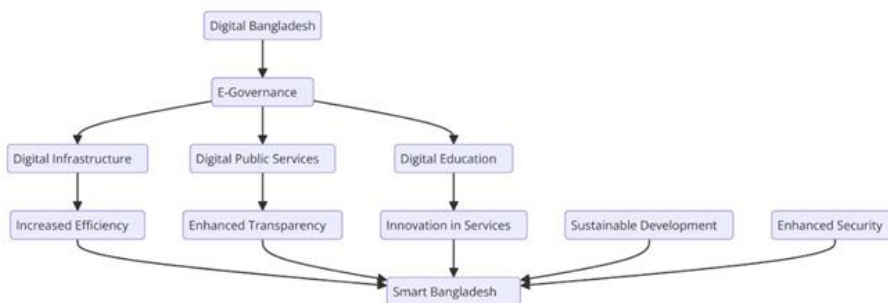 Digital Bangladesh
E-Governance
Digital Infrastructure
Digital Public Services
Digital Education
Increased Efficiency
Enhanced Transparency
Innovation in Services
Sustainable Development
Enhanced Security
Smart Bangladesh